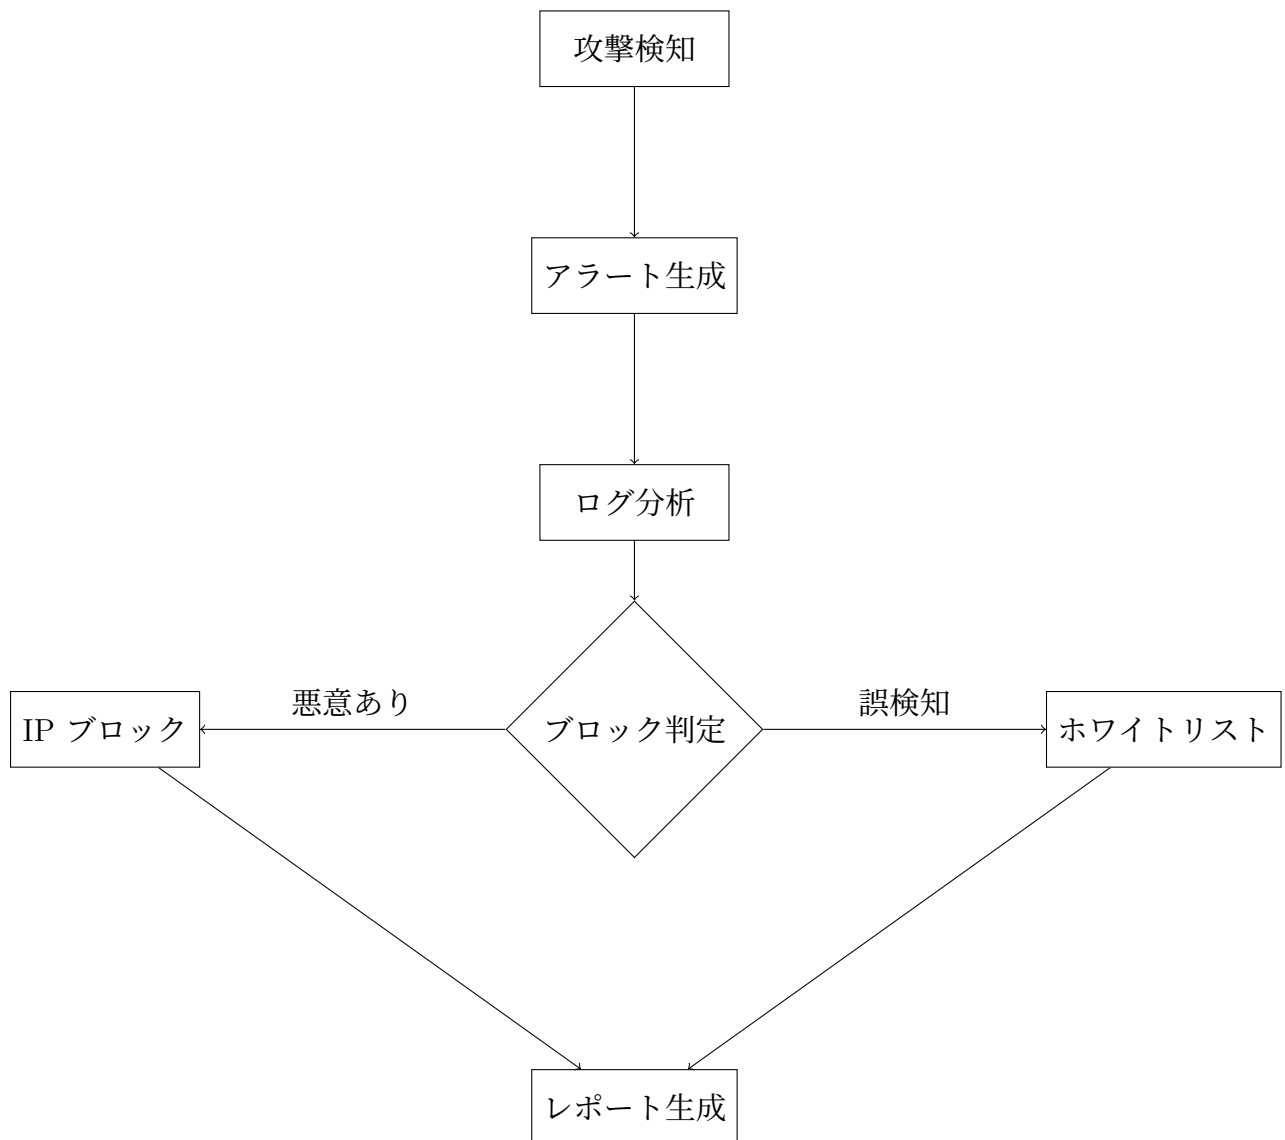 攻撃検知
アラート生成
ログ分析
悪意あり
誤検知
IP ブロック
ブロック判定
ホワイトリスト
レポート生成